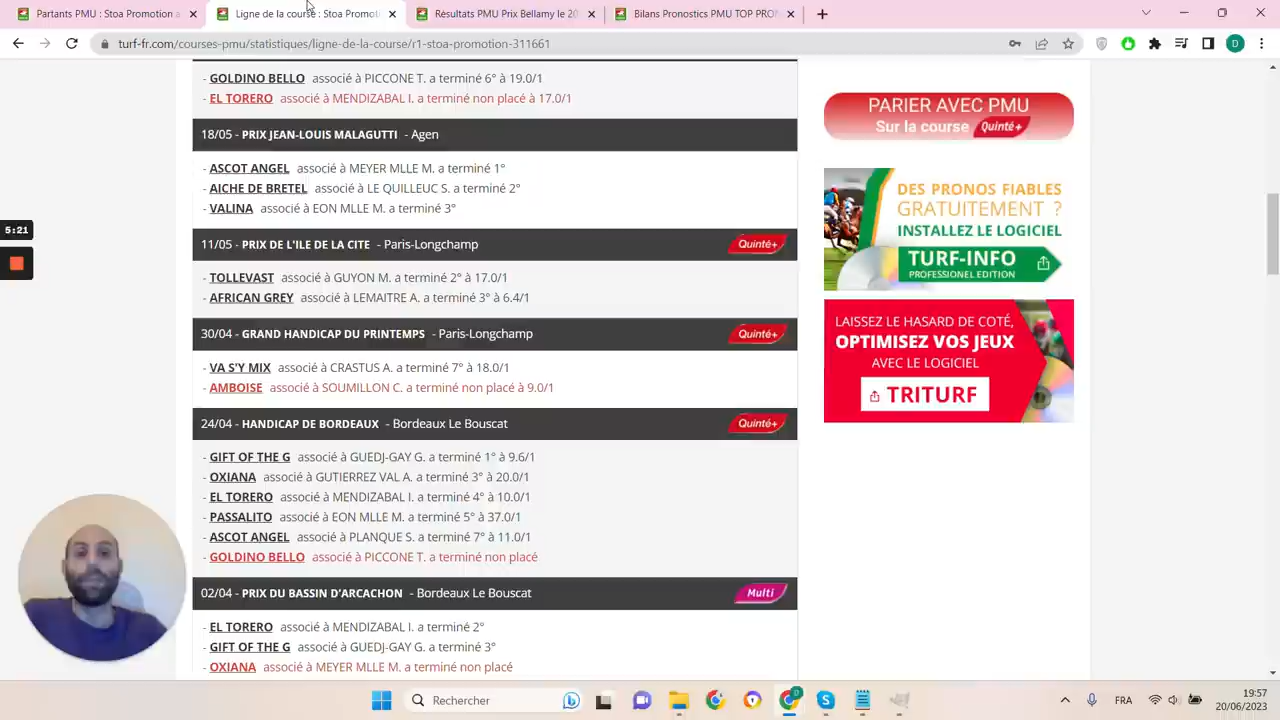 Partants PMU : Stoa Promotion
Ligne de la course : Stoa Promoti
Résultats PMU Prix Bellamy le 20
Bilans Pronostics PMU TOP PRON
turf-fr.com/courses-pmu/statistiques/r1-stoa-promotion-311661
D
- GOLDINO BELLO associé à PICCONE T. a terminé 6° à 19.0/1
- EL TORERO associé à MENDIZABAL I. a terminé non placé à 17.0/1
18/05 - PRIX JEAN-LOUIS MALAGUTTI - Agen
- ASCOT ANGEL associé à MEYER MLLE M. a terminé 1°
- AICHE DE BRETEL associé à LE QUILLEUC S. a terminé 2°
- VALINA associé à EON MLLE M. a terminé 3°
11/05 - PRIX DE L'ILE DE LA CITE - Paris-Longchamp Quinté+
- TOLLEVAST associé à GUYON M. a terminé 2° à 17.0/1
- AFRICAN GREY associé à LEMAITRE A. a terminé 3° à 6.4/1
30/04 - GRAND HANDICAP DU PRINTEMPS - Paris-Longchamp Quinté+
- VA S'Y MIX associé à CRASTUS A. a terminé 7° à 18.0/1
- AMBOISE associé à SOUMILLON C. a terminé non placé à 9.0/1
24/04 - HANDICAP DE BORDEAUX - Bordeaux Le Bouscat Quinté+
- GIFT OF THE G associé à GUEDJ-GAY G. a terminé 1° à 9.6/1
- OXIANA associé à GUTIERREZ VAL A. a terminé 3° à 20.0/1
- EL TORERO associé à MENDIZABAL I. a terminé 4° à 10.0/1
- PASSALITO associé à EON MLLE M. a terminé 5° à 37.0/1
- ASCOT ANGEL associé à PLANQUE S. a terminé 7° à 11.0/1
- GOLDINO BELLO associé à PICCONE T. a terminé non placé
02/04 - PRIX DU BASSIN D'ARCACHON - Bordeaux Le Bouscat Multi
- EL TORERO associé à MENDIZABAL I. a terminé 2°
- GIFT OF THE G associé à GUEDJ-GAY G. a terminé 3°
- OXIANA associé à MEYER MLLE M. a terminé non placé
PARIER AVEC PMU
Sur la course Quinté+
DES PRONOS FIABLES
GRATUITEMENT ?
INSTALLEZ LE LOGICIEL
TURF-INFO
PROFESSIONEL EDITION
LAISSEZ LE HASARD DE COTÉ,
OPTIMISEZ VOS JEUX
AVEC LE LOGICIEL
TRITURF
5:21
Rechercher
FRA
19:57
20/06/2023